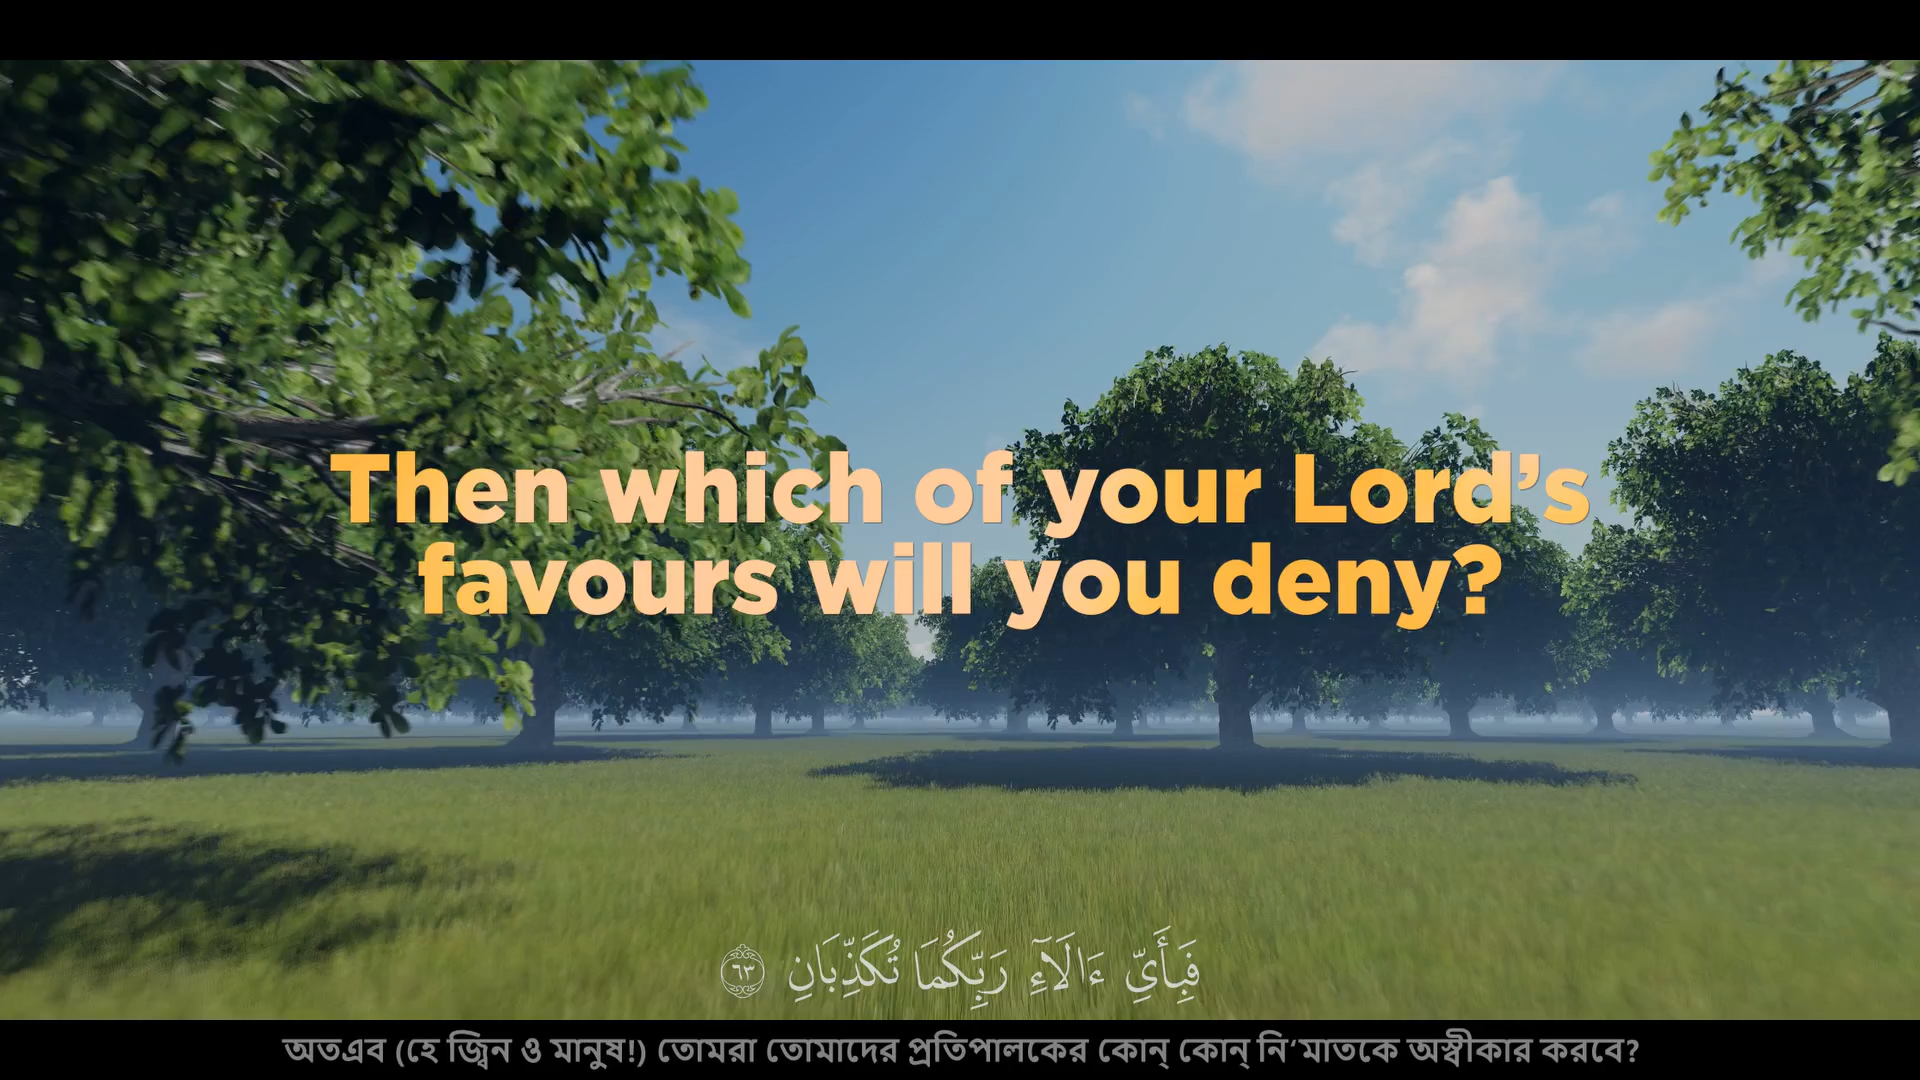 Then which of your Lord’s
favours will you deny?
فَبِأَيِّ ءَالَآءِ رَبِّكُمَا تُكَذِّبَانِ ٦٣
অতএব (হে জ্বিন ও মানুষ!) তোমরা তোমাদের প্রতিপালকের কোন্ কোন্ নি‘মাতকে অস্বীকার করবে?